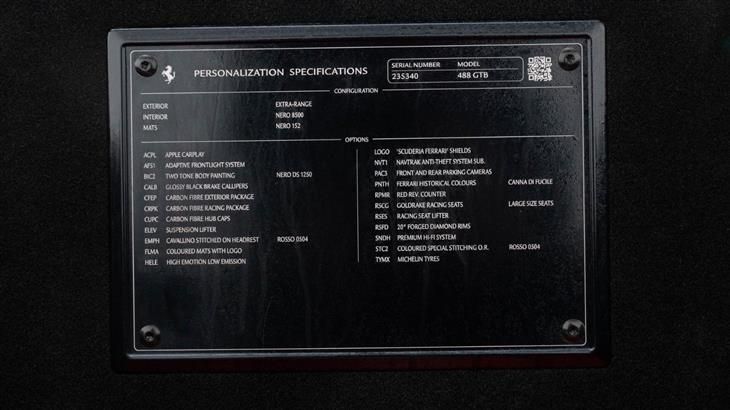 PERSONALIZATION SPECIFICATIONS
SERIAL NUMBER MODEL
235340 488 GTB
CONFIGURATION
EXTERIOR EXTRA-RANGE
INTERIOR NERO 8500
MATS NERO 152
OPTIONS
ACPL APPLE CARPLAY
AFS1 ADAPTIVE FRONTLIGHT SYSTEM
BIC2 TWO TONE BODY PAINTING NERO DS 1250
CALB GLOSSY BLACK BRAKE CALLIPERS
CFEP CARBON FIBRE EXTERIOR PACKAGE
CRPK CARBON FIBRE RACING PACKAGE
CUPC CARBON FIBRE HUB CAPS
ELEV SUSPENSION LIFTER
EMPH CAVALLINO STITCHED ON HEADREST ROSSO 0504
FLMA COLOURED MATS WITH LOGO
HELE HIGH EMOTION LOW EMISSION
LOGO 'SCUDERIA FERRARI' SHIELDS
NVT1 NAVTRAK ANTI-THEFT SYSTEM SUB.
PAC3 FRONT AND REAR PARKING CAMERAS
PNTH FERRARI HISTORICAL COLOURS CANNA DI FUCILE
RPMR RED REV. COUNTER
RSCG GOLDRAKE RACING SEATS LARGE SIZE SEATS
RSES RACING SEAT LIFTER
RSFD 20" FORGED DIAMOND RIMS
SNDH PREMIUM HI-FI SYSTEM
STC2 COLOURED SPECIAL STITCHING O.R. ROSSO 0504
TYMX MICHELIN TYRES